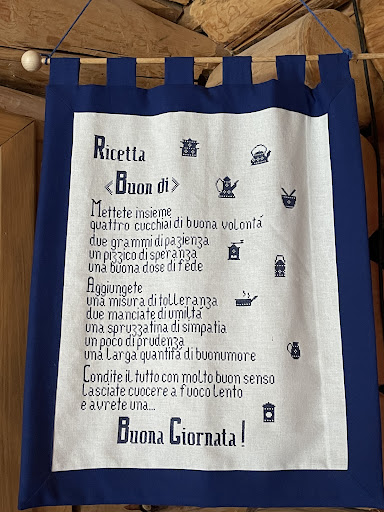 Ricetta
«Buon dì»
Mettete insieme
quattro cucchiai di buona volontà
due grammi di pazienza
un pizzico di speranza
una buona dose di fede
Aggiungete
una misura di tolleranza
due manciate di umiltà
una spruzzatina di simpatia
un poco di prudenza
una larga quantità di buonumore
Condite il tutto con molto buon senso
lasciate cuocere a fuoco lento
e avrete una...
Buona Giornata!